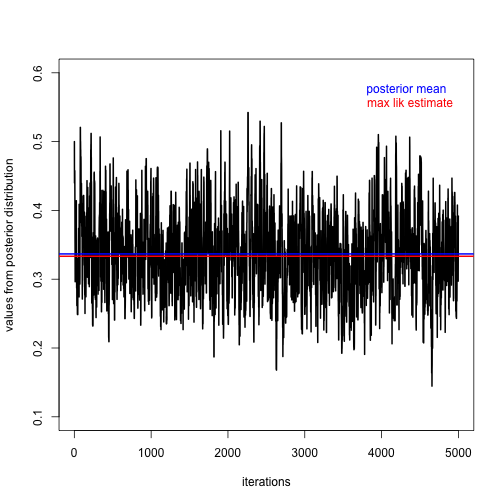 posterior mean
max lik estimate
values from posterior distribution
0.6
0.5
0.4
0.3
0.2
0.1
0 1000 2000 3000 4000 5000
iterations